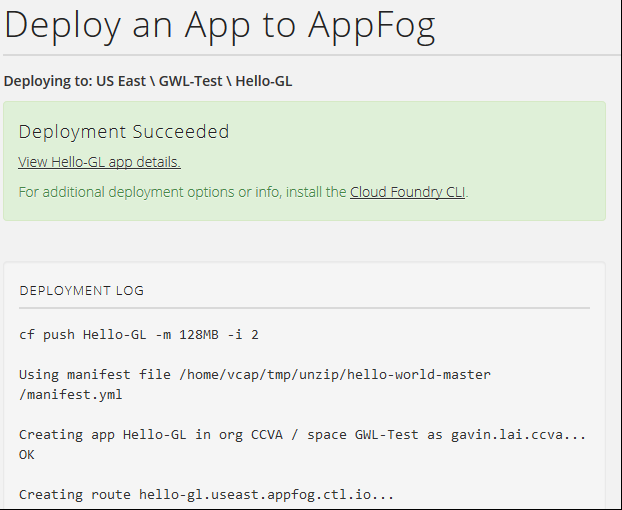 Deploy an App to AppFog
Deploying to: US East \ GWL-Test \ Hello-GL
Deployment Succeeded
View Hello-GL app details.
For additional deployment options or info, install the Cloud Foundry CLI.
DEPLOYMENT LOG
cf push Hello-GL -m 128MB -i 2
Using manifest file /home/vcap/tmp/unzip/hello-world-master
/manifest.yml
Creating app Hello-GL in org CCVA / space GWL-Test as gavin.lai.ccva...
OK
Creating route hello-gl.useast.appfog.ctl.io...